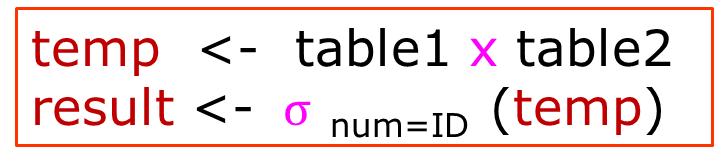 temp <- table1 x table2
result <- σ num=ID (temp)